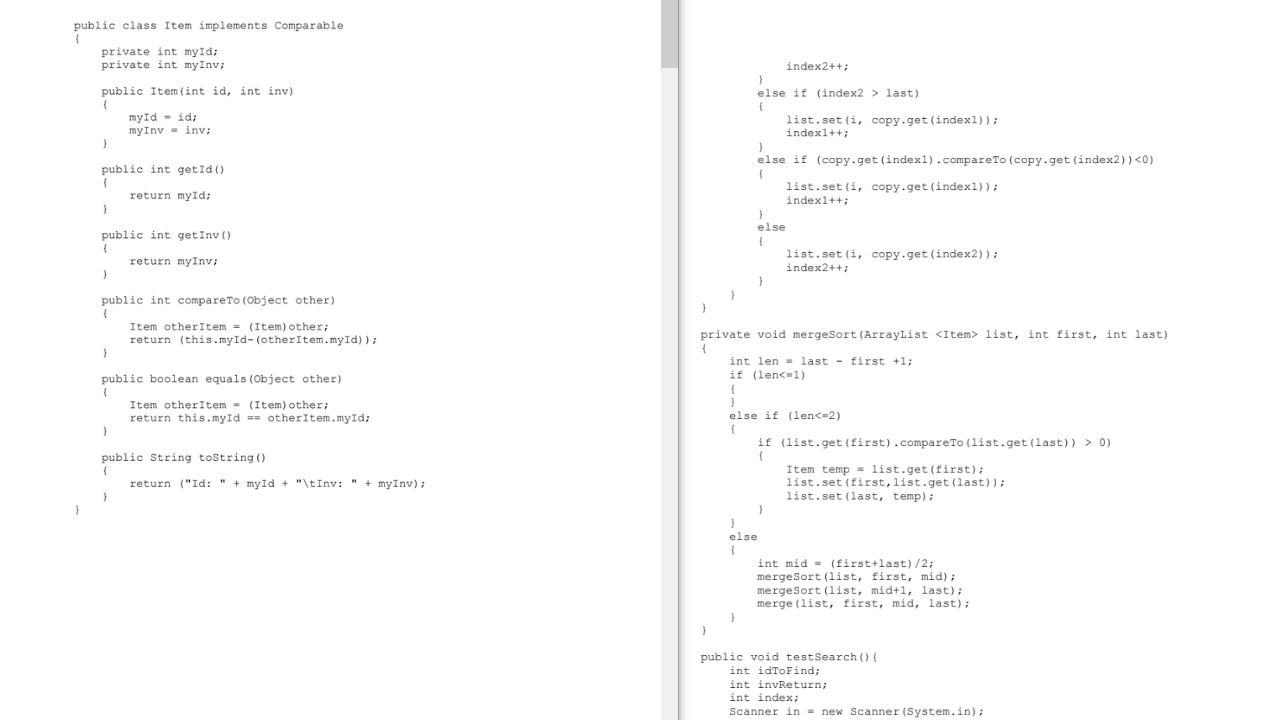 public class Item implements Comparable
{
private int myId;
private int myInv;
public Item(int id, int inv)
{
myId = id;
myInv = inv;
}
public int getId()
{
return myId;
}
public int getInv()
{
return myInv;
}
public int compareTo(Object other)
{
Item otherItem = (Item)other;
return (this.myId-(otherItem.myId));
}
public boolean equals(Object other)
{
Item otherItem = (Item)other;
return this.myId == otherItem.myId;
}
public String toString()
{
return ("Id: " + myId + "\tInv: " + myInv);
}
}
index2++;
}
else if (index2 > last)
{
list.set(i, copy.get(index1));
index1++;
}
else if (copy.get(index1).compareTo(copy.get(index2))<0)
{
list.set(i, copy.get(index1));
index1++;
}
else
{
list.set(i, copy.get(index2));
index2++;
}
}
}
private void mergeSort(ArrayList <Item> list, int first, int last)
{
int len = last - first +1;
if (len<=1)
{
}
else if (len<=2)
{
if (list.get(first).compareTo(list.get(last)) > 0)
{
Item temp = list.get(first);
list.set(first,list.get(last));
list.set(last, temp);
}
}
else
{
int mid = (first+last)/2;
mergeSort(list, first, mid);
mergeSort(list, mid+1, last);
merge(list, first, mid, last);
}
}
public void testSearch(){
int idToFind;
int invReturn;
int index;
Scanner in = new Scanner(System.in);